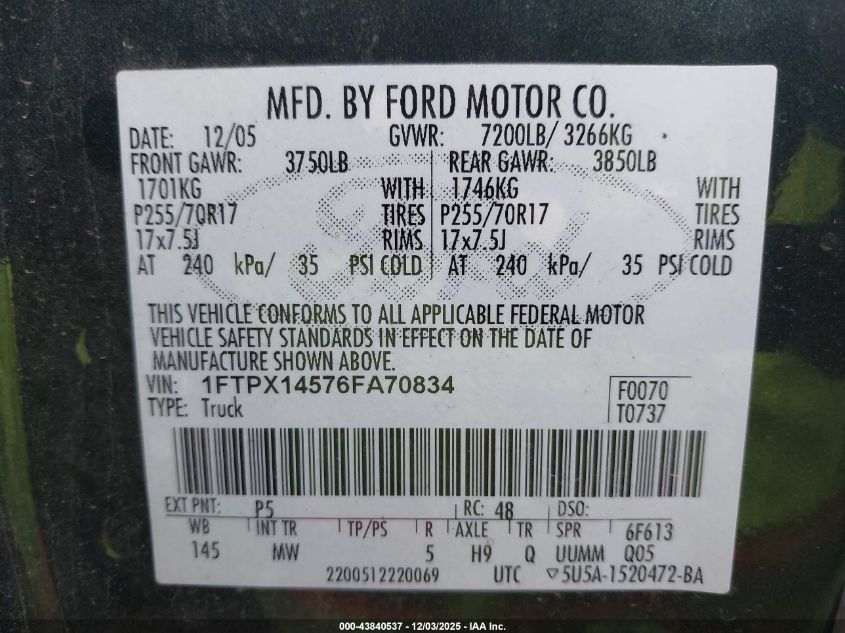 MFD. BY FORD MOTOR CO.
DATE: 12/05 GVWR: 7200LB/ 3266KG
FRONT GAWR: 3750LB REAR GAWR: 3850LB
1701KG WITH 1746KG WITH
P255/70R17 TIRES P255/70R17 TIRES
17x7.5J RIMS 17x7.5J RIMS
AT 240 kPa/ 35 PSI COLD AT 240 kPa/ 35 PSI COLD
Ford
THIS VEHICLE CONFORMS TO ALL APPLICABLE FEDERAL MOTOR
VEHICLE SAFETY STANDARDS IN EFFECT ON THE DATE OF
MANUFACTURE SHOWN ABOVE.
VIN: 1FTPX14576FA70834 F0070
TYPE: Truck T0737
EXT PNT: P5 RC: 48 DSO:
WB INT TR TP/PS R AXLE TR SPR 6F613
145 MW 5 H9 Q UUMM Q05
2200512220069 UTC ▽5U5A-1520472-BA
000-43840537 - 12/03/2025 - IAA Inc.